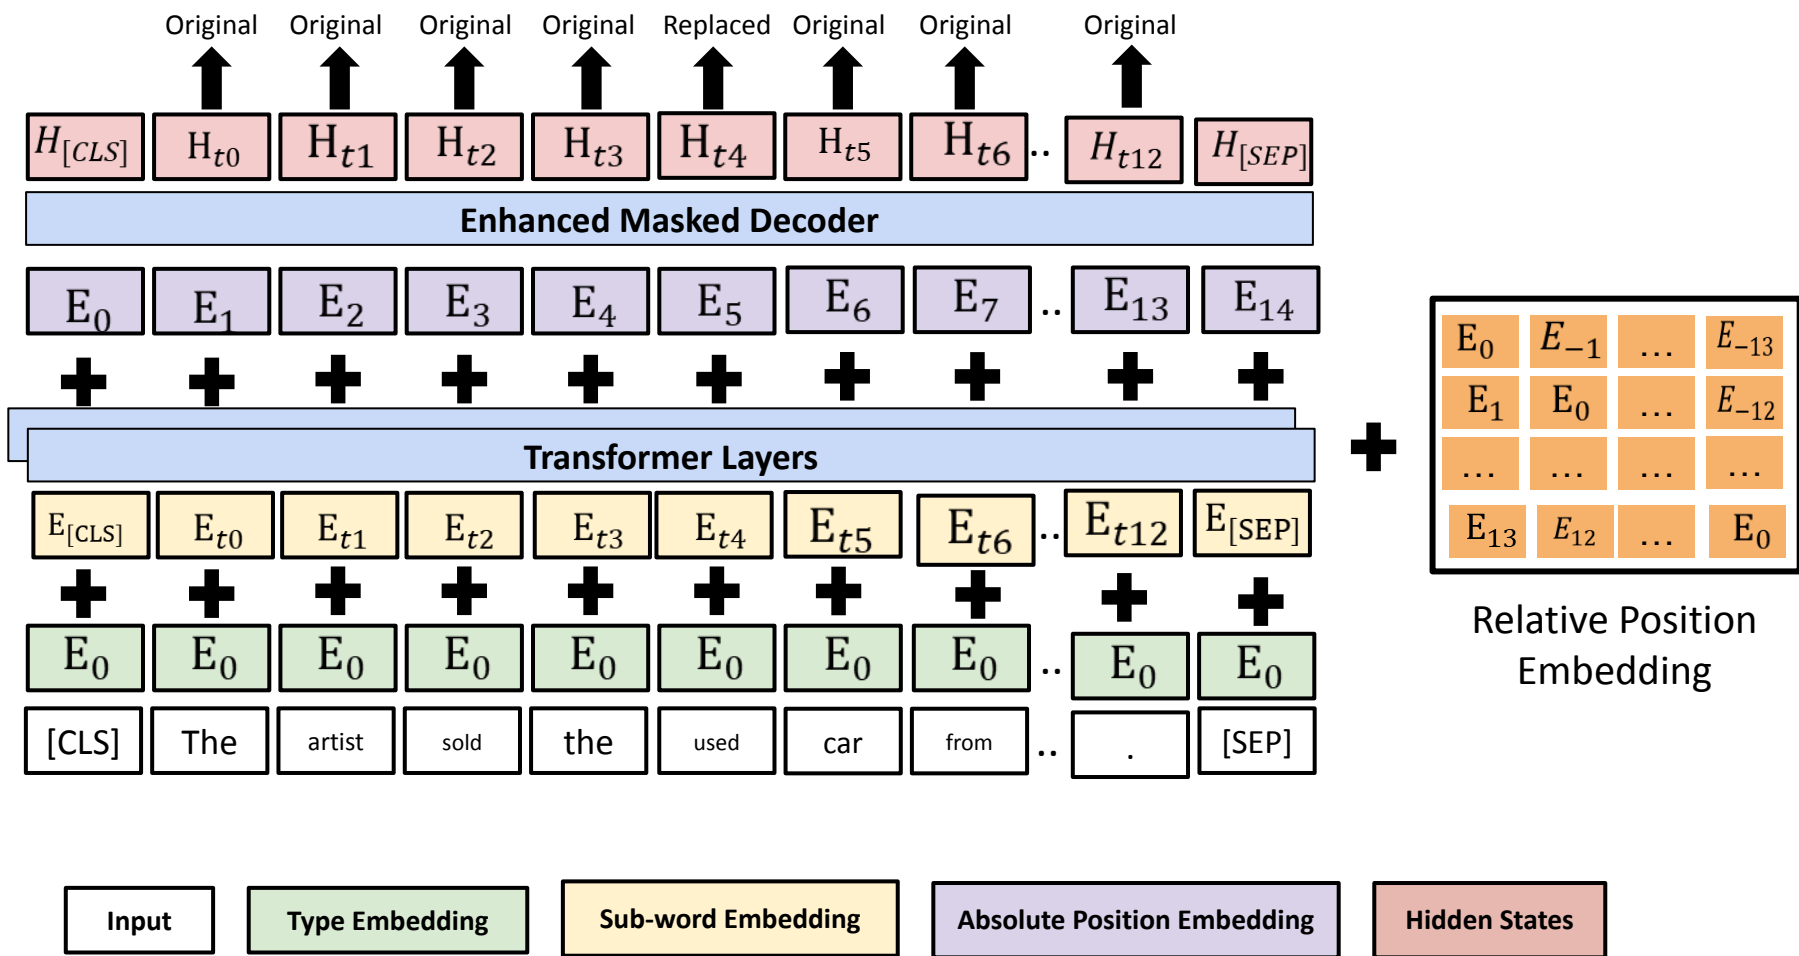 Original Original Original Original Replaced Original Original Original
H[CLS] Ht0 Ht1 Ht2 Ht3 Ht4 Ht5 Ht6 .. Ht12 H[SEP]
Enhanced Masked Decoder
E0 E1 E2 E3 E4 E5 E6 E7 .. E13 E14
Transformer Layers
E[CLS] Et0 Et1 Et2 Et3 Et4 Et5 Et6 .. Et12 E[SEP]
E0 E0 E0 E0 E0 E0 E0 E0 .. E0 E0
[CLS] The artist sold the used car from .. . [SEP]
E0 E−1 ... E−13
E1 E0 ... E−12
... ... ... ...
E13 E12 ... E0
Relative Position
Embedding
Input Type Embedding Sub-word Embedding Absolute Position Embedding Hidden States